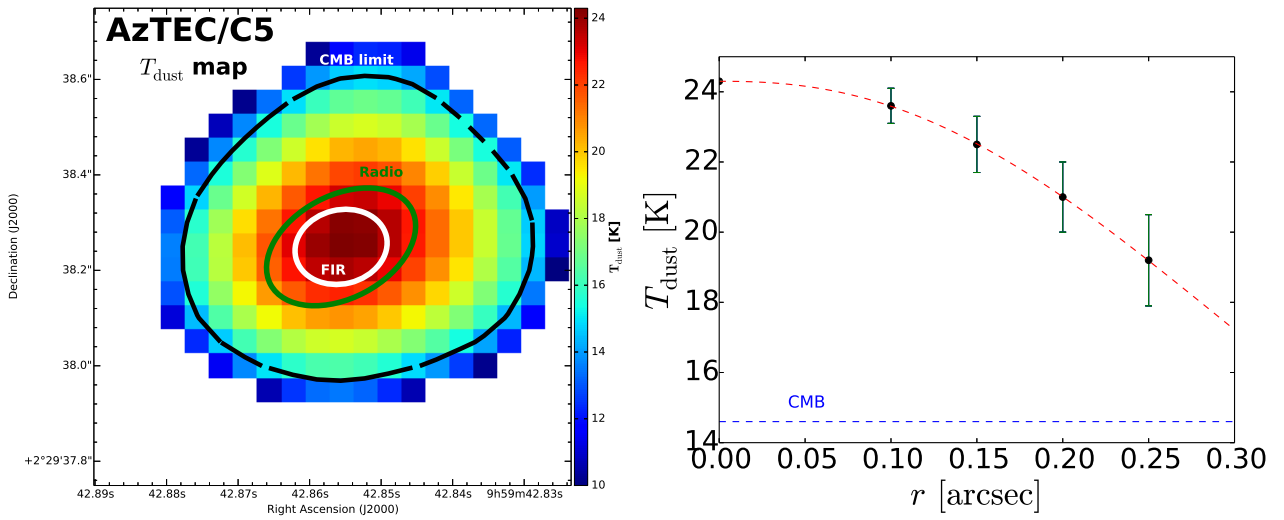 AzTEC/C5
T_dust map
CMB limit
Radio
FIR
Declination (J2000)
38.6"
38.4"
38.2"
38.0"
+2°29'37.8"
42.89s 42.88s 42.87s 42.86s 42.85s 42.84s 9h59m42.83s
Right Ascension (J2000)
24
22
20
18
16
14
12
10
T_dust [K]
24
22
20
18
16
14
T_dust [K]
CMB
0.00 0.05 0.10 0.15 0.20 0.25 0.30
r [arcsec]